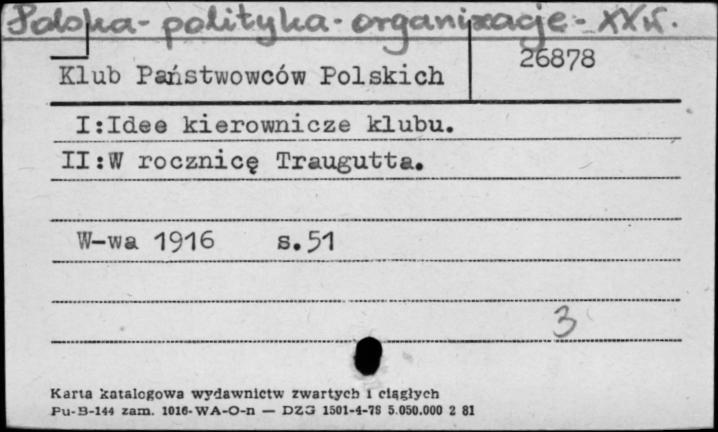 Polska - polityka - organizacje - XX w.
Klub Państwowców Polskich
26878
I:Idee kierownicze klubu.
II:W rocznicę Traugutta.
W-wa 1916 s.51
3
Karta katalogowa wydawnictw zwartych i ciągłych
Pu-B-144 zam. 1016-WA-O-n — DZG 1501-4-78 5.050.000 2 81